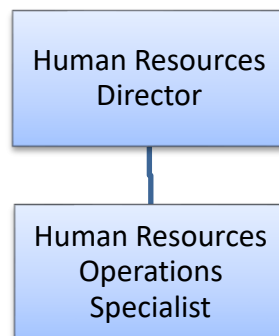 Human Resources
Director
Human Resources
Operations
Specialist